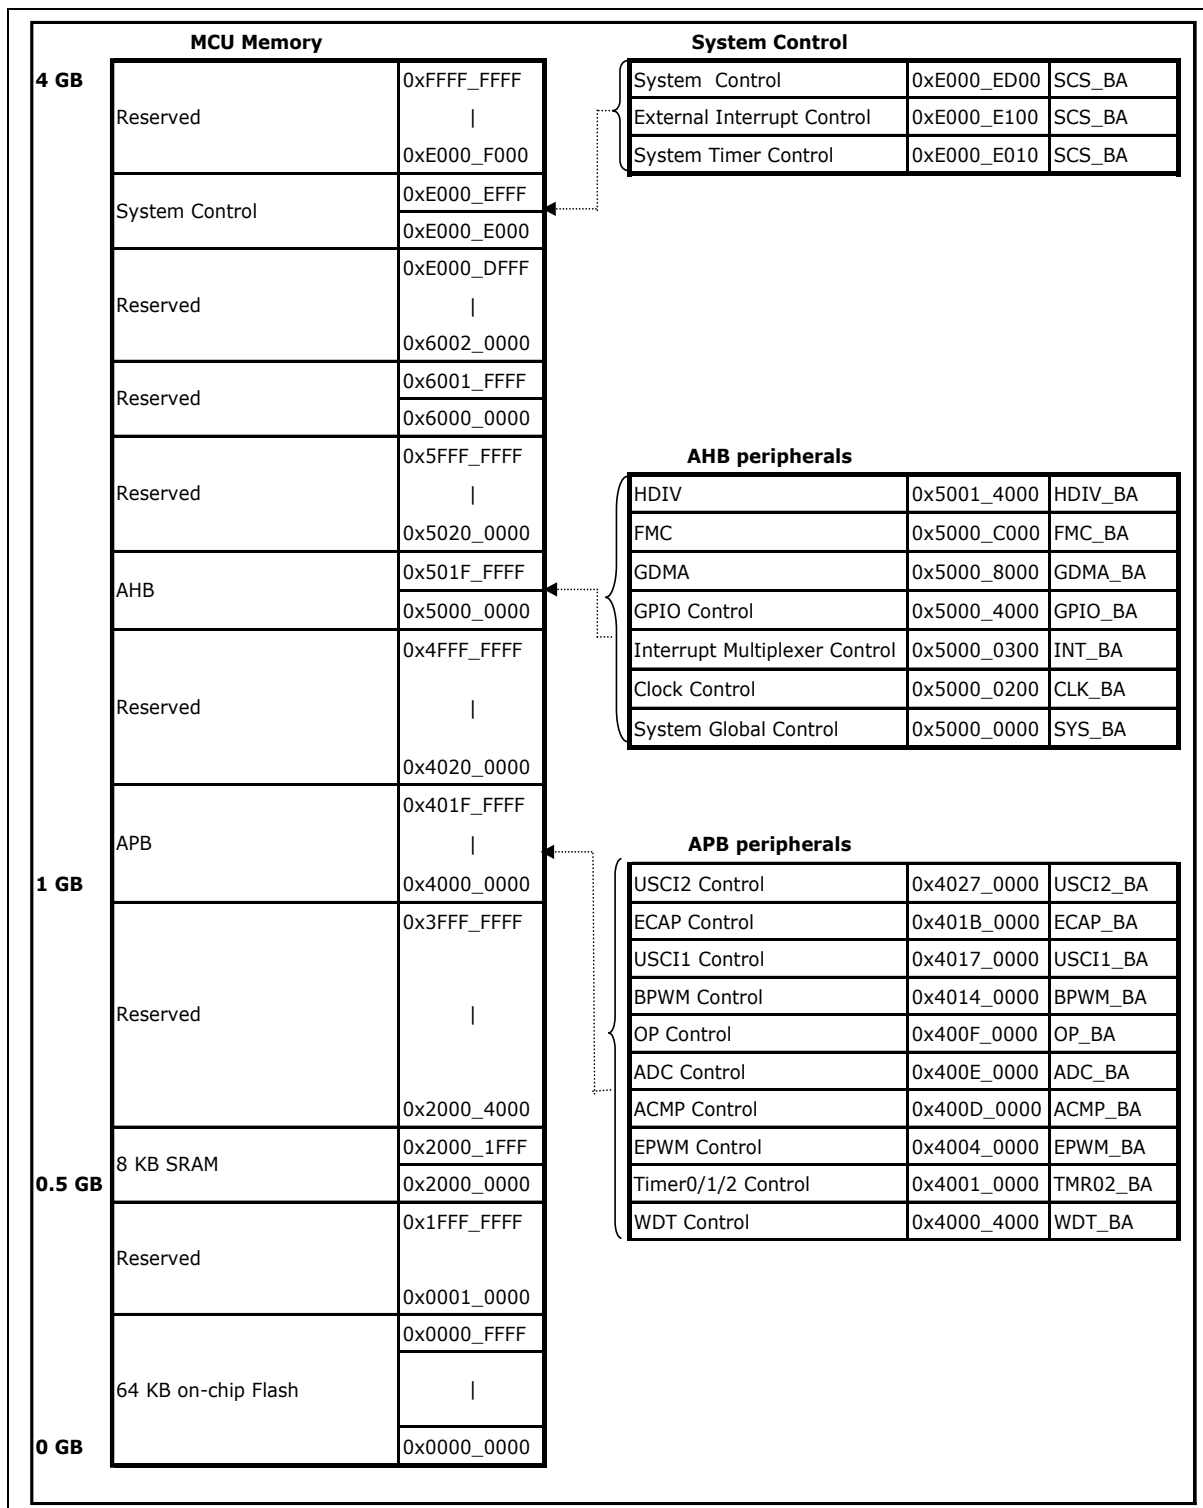 MCU Memory
4 GB
Reserved
0xFFFF_FFFF
|
0xE000_F000
System Control
0xE000_EFFF
0xE000_E000
Reserved
0xE000_DFFF
|
0x6002_0000
Reserved
0x6001_FFFF
0x6000_0000
Reserved
0x5FFF_FFFF
|
0x5020_0000
AHB
0x501F_FFFF
0x5000_0000
Reserved
0x4FFF_FFFF
|
0x4020_0000
APB
0x401F_FFFF
|
1 GB
0x4000_0000
Reserved
0x3FFF_FFFF
|
0x2000_4000
8 KB SRAM
0x2000_1FFF
0.5 GB
0x2000_0000
Reserved
0x1FFF_FFFF
0x0001_0000
64 KB on-chip Flash
0x0000_FFFF
|
0 GB
0x0000_0000
System Control
System Control 0xE000_ED00 SCS_BA
External Interrupt Control 0xE000_E100 SCS_BA
System Timer Control 0xE000_E010 SCS_BA
AHB peripherals
HDIV 0x5001_4000 HDIV_BA
FMC 0x5000_C000 FMC_BA
GDMA 0x5000_8000 GDMA_BA
GPIO Control 0x5000_4000 GPIO_BA
Interrupt Multiplexer Control 0x5000_0300 INT_BA
Clock Control 0x5000_0200 CLK_BA
System Global Control 0x5000_0000 SYS_BA
APB peripherals
USCI2 Control 0x4027_0000 USCI2_BA
ECAP Control 0x401B_0000 ECAP_BA
USCI1 Control 0x4017_0000 USCI1_BA
BPWM Control 0x4014_0000 BPWM_BA
OP Control 0x400F_0000 OP_BA
ADC Control 0x400E_0000 ADC_BA
ACMP Control 0x400D_0000 ACMP_BA
EPWM Control 0x4004_0000 EPWM_BA
Timer0/1/2 Control 0x4001_0000 TMR02_BA
WDT Control 0x4000_4000 WDT_BA